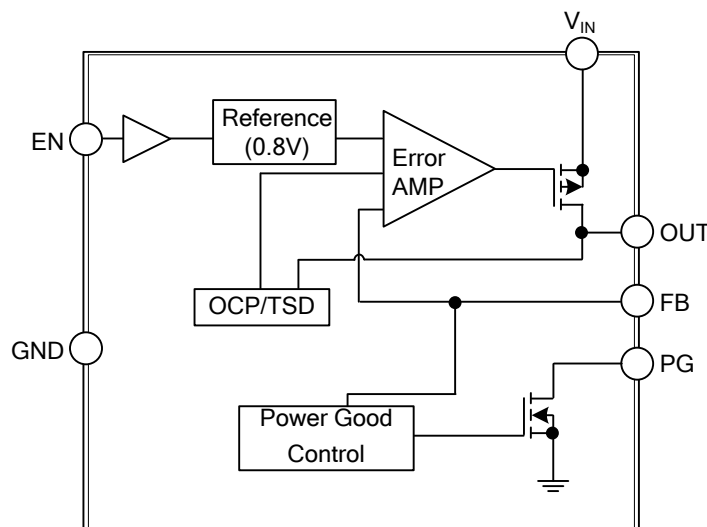 VIN
EN
Reference
(0.8V)
Error
AMP
OUT
OCP/TSD
FB
GND
PG
Power Good
Control